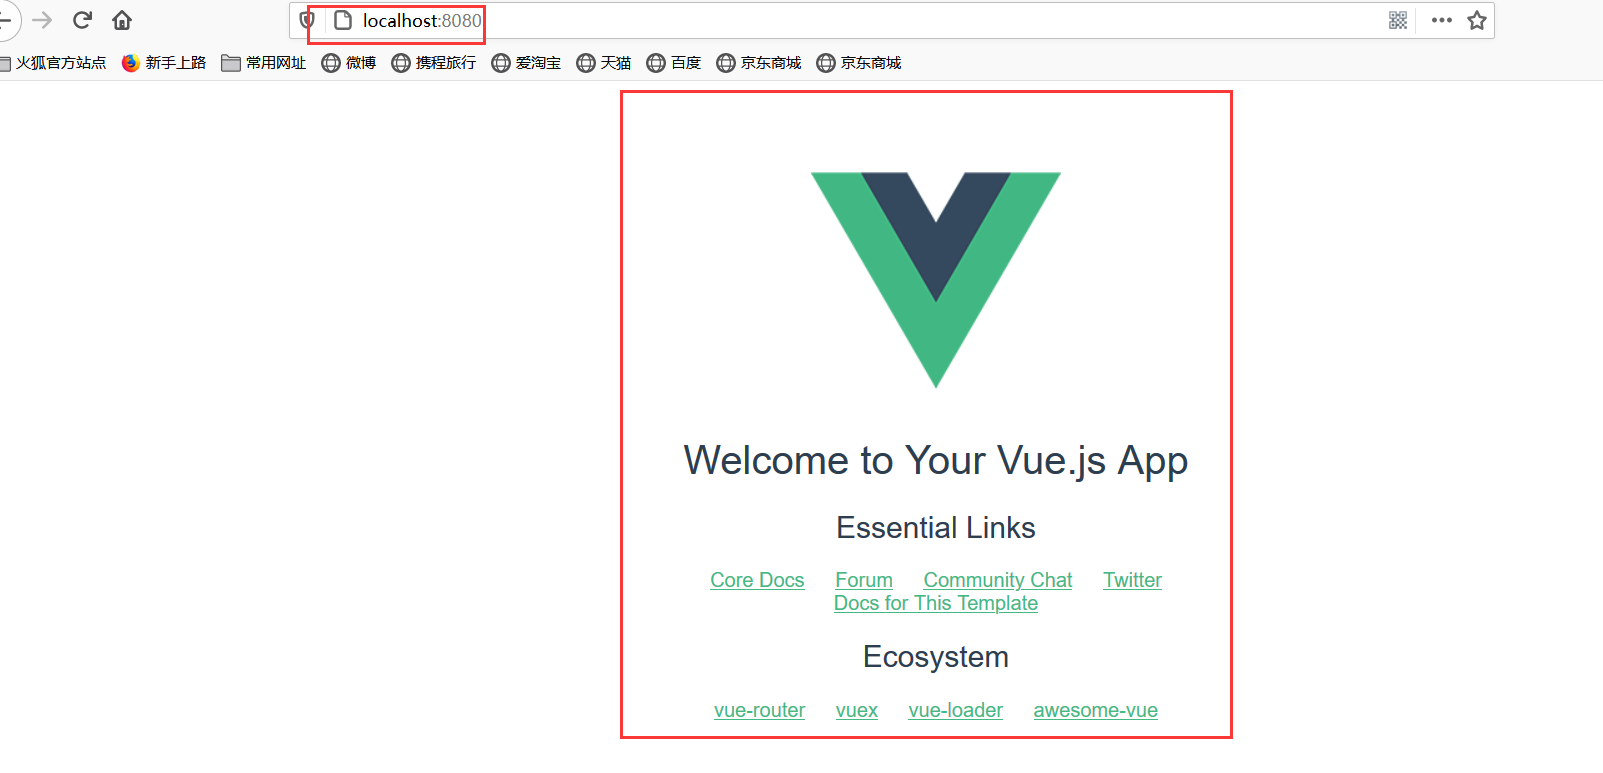 localhost:8080
火狐官方站点 新手上路 常用网址 微博 携程旅行 爱淘宝 天猫 百度 京东商城 京东商城
Welcome to Your Vue.js App
Essential Links
Core Docs Forum Community Chat Twitter
Docs for This Template
Ecosystem
vue-router vuex vue-loader awesome-vue